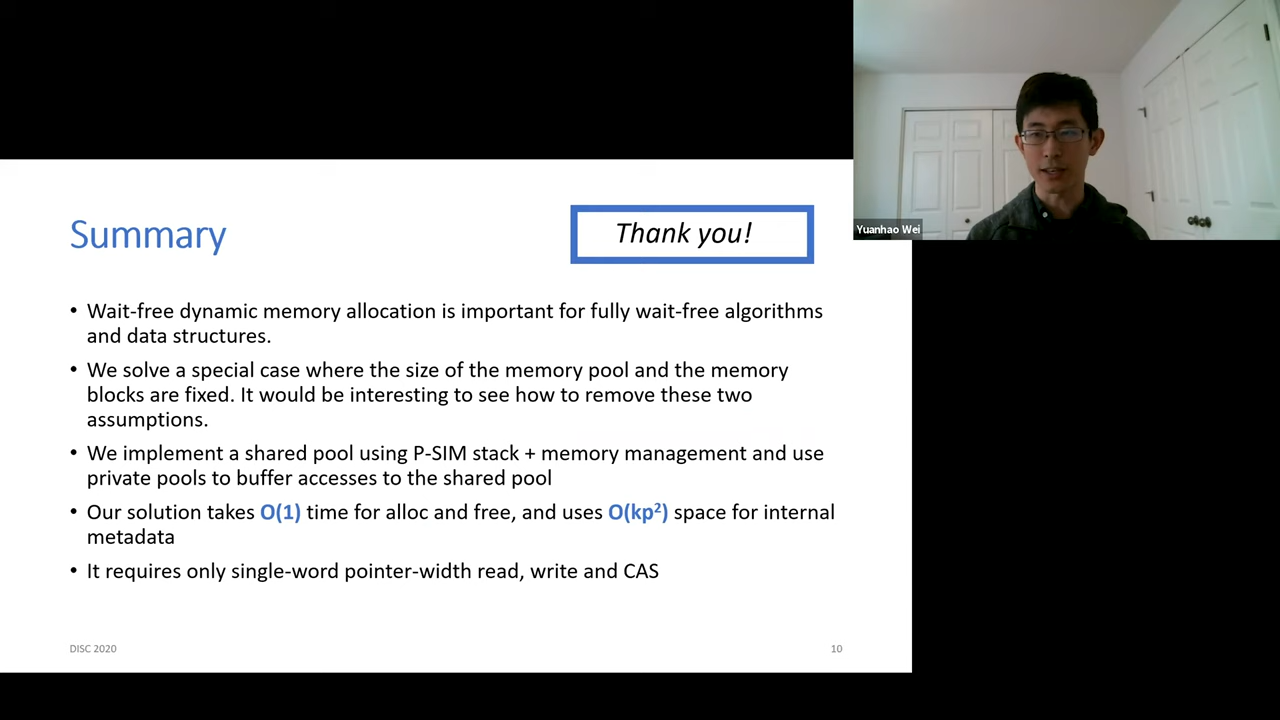 Yuanhao Wei
Summary
Thank you!
• Wait-free dynamic memory allocation is important for fully wait-free algorithms
and data structures.
• We solve a special case where the size of the memory pool and the memory
blocks are fixed. It would be interesting to see how to remove these two
assumptions.
• We implement a shared pool using P-SIM stack + memory management and use
private pools to buffer accesses to the shared pool
• Our solution takes O(1) time for alloc and free, and uses O(kp²) space for internal
metadata
• It requires only single-word pointer-width read, write and CAS
DISC 2020
10